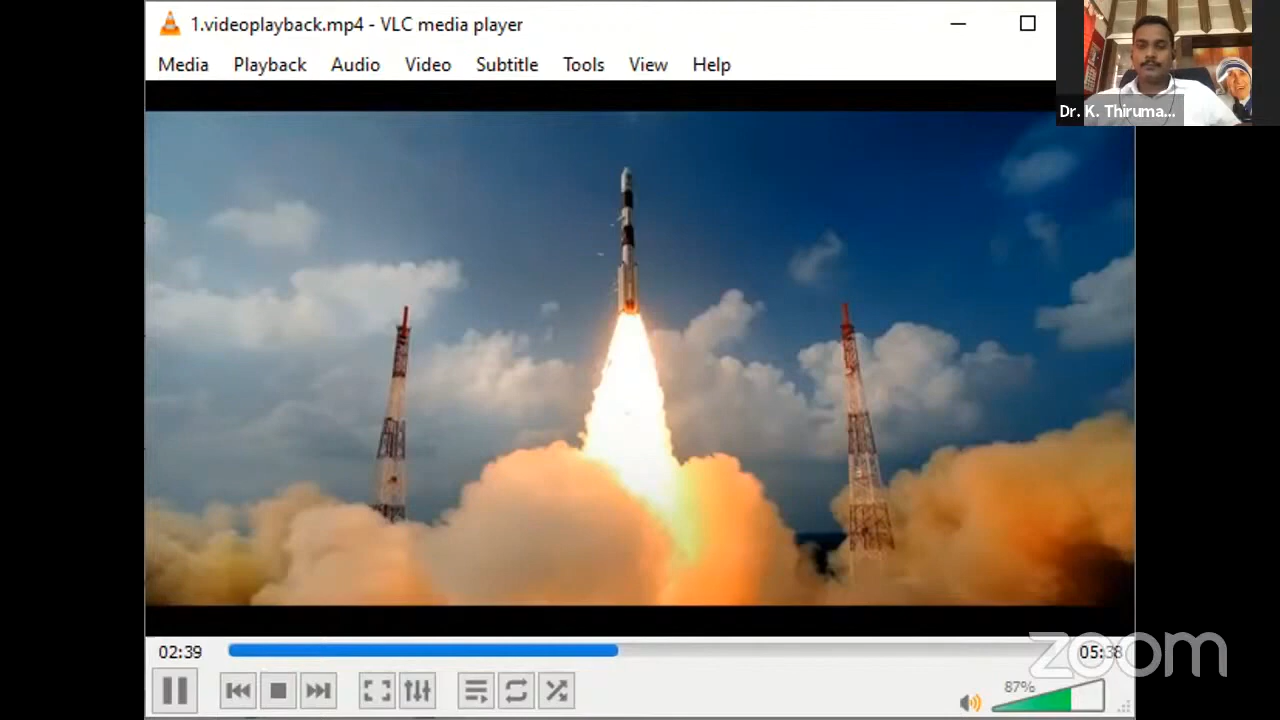 1.videoplayback.mp4 - VLC media player
Media Playback Audio Video Subtitle Tools View Help
Dr. K. Thiruma...
02:39
05:38
zoom
87%